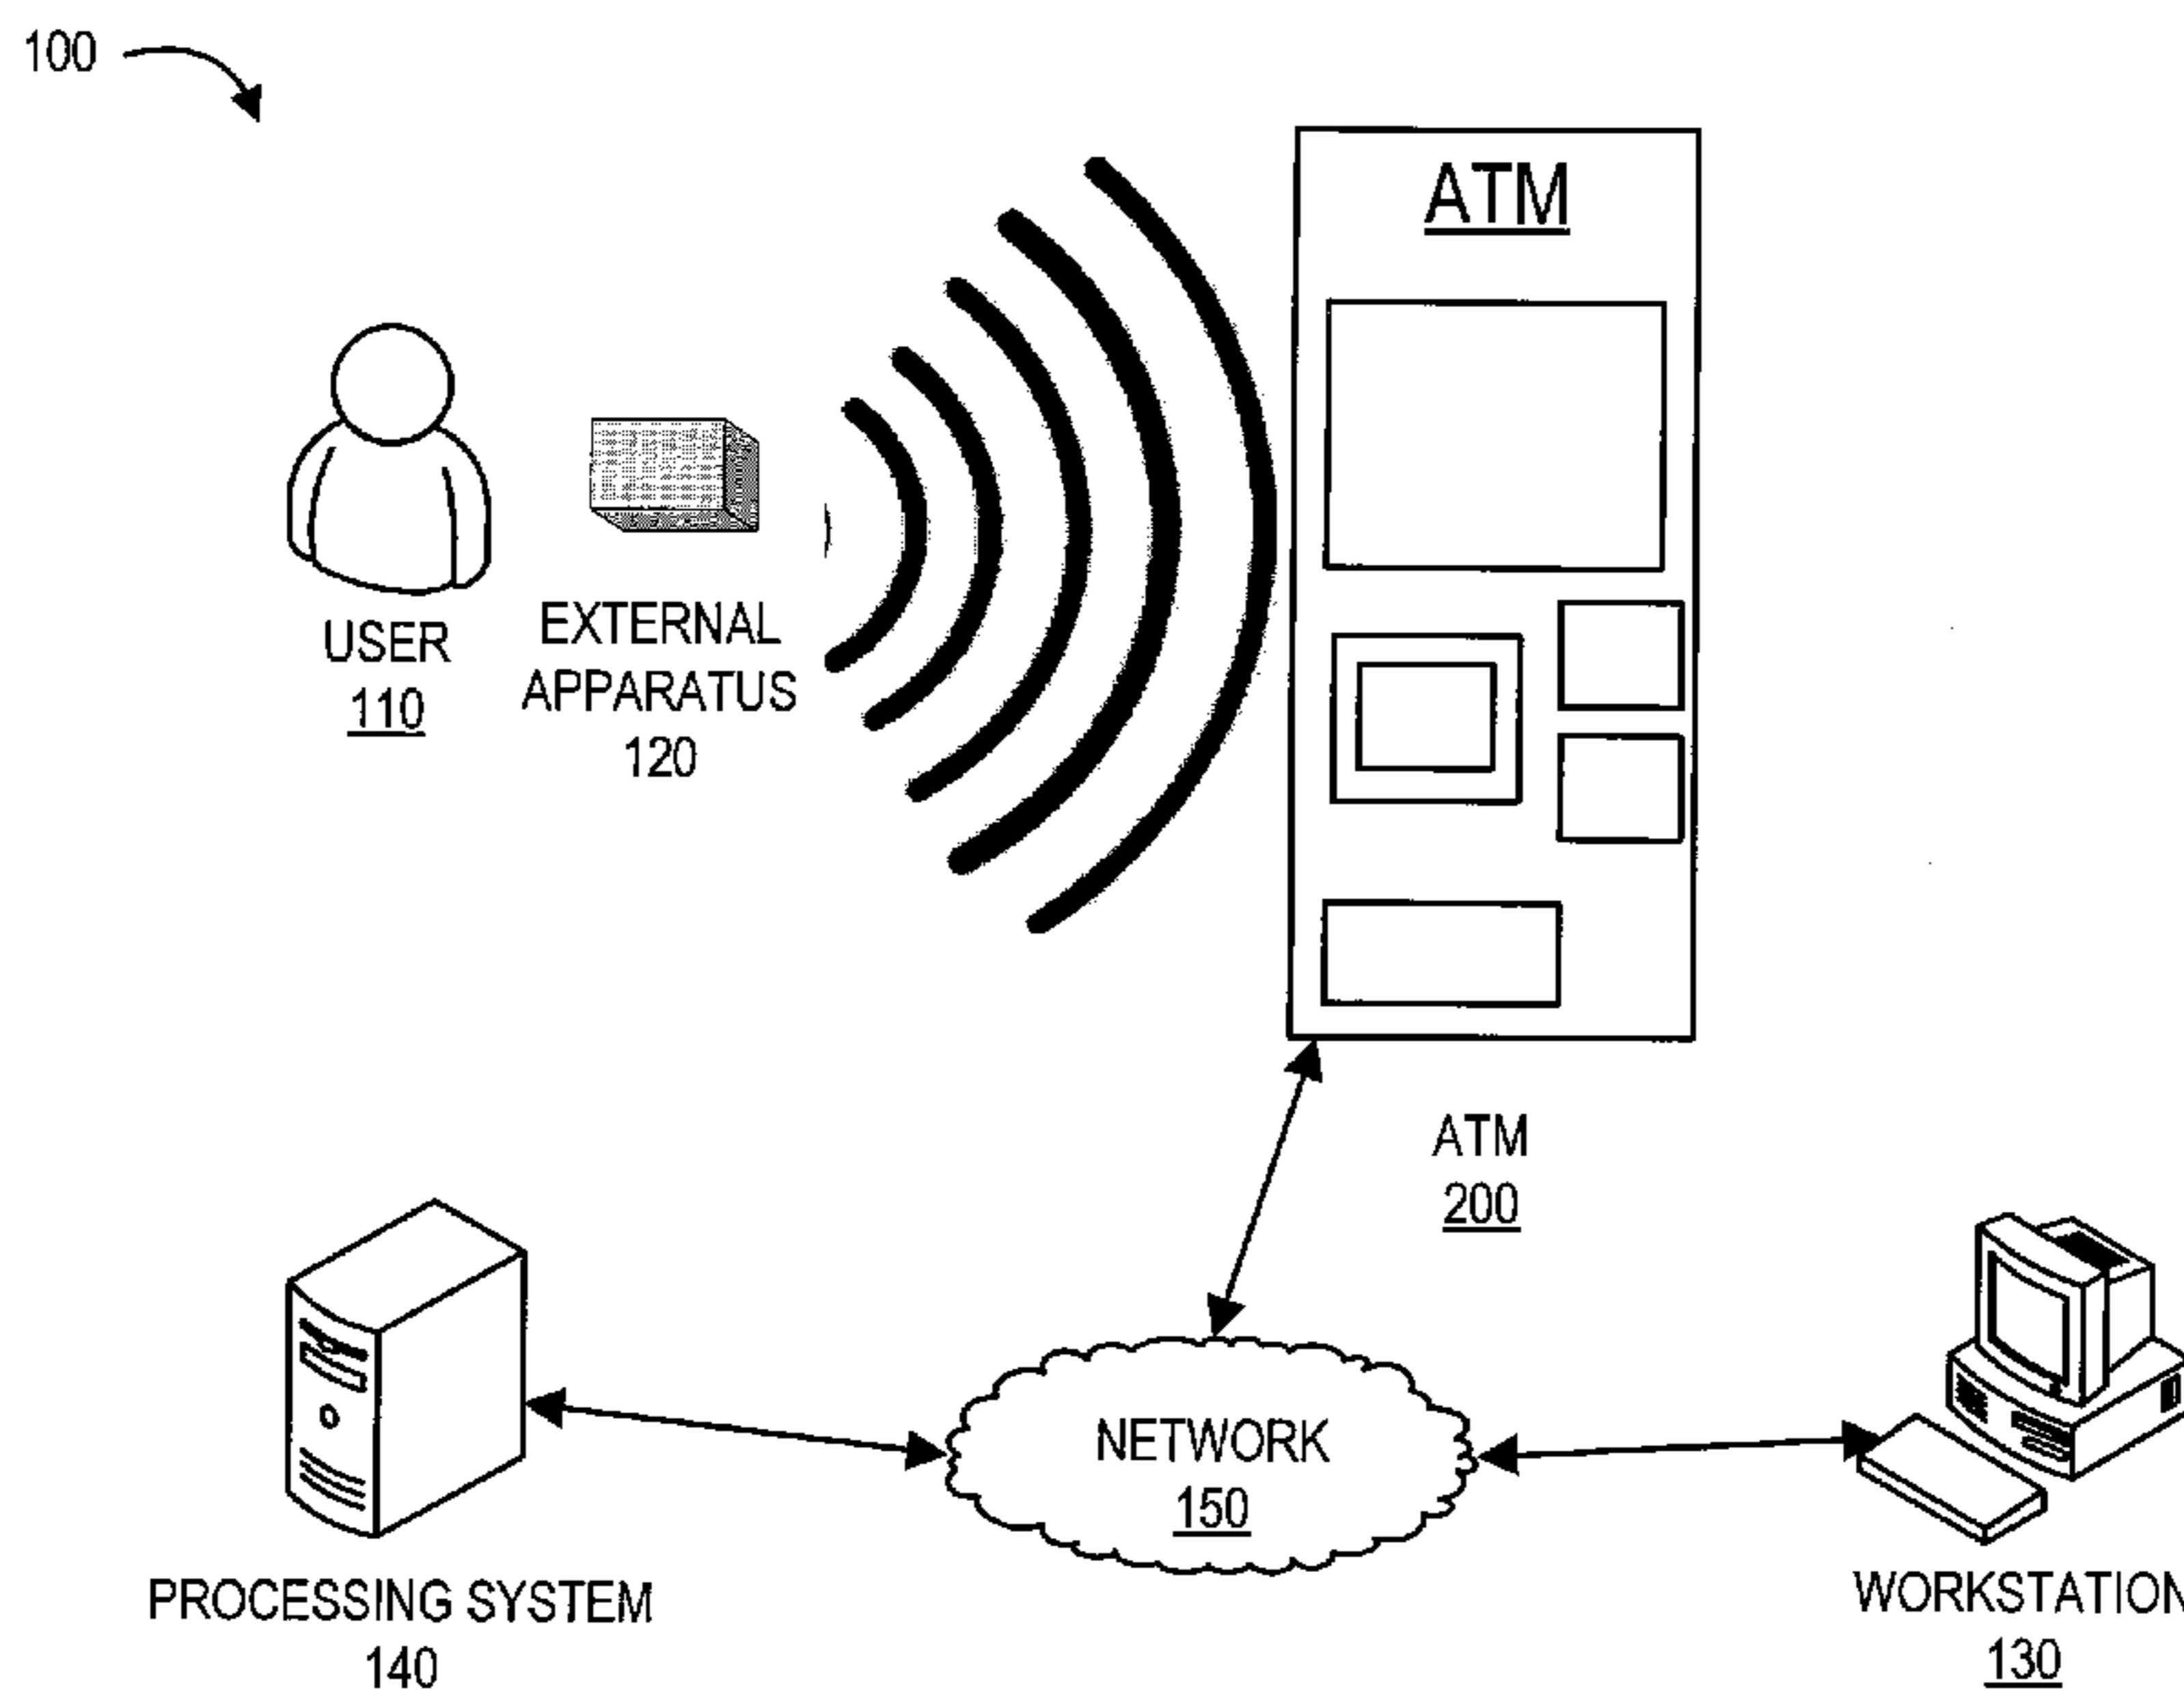 100
ATM
USER
110
EXTERNAL
APPARATUS
120
ATM
200
NETWORK
150
PROCESSING SYSTEM
140
WORKSTATION
130